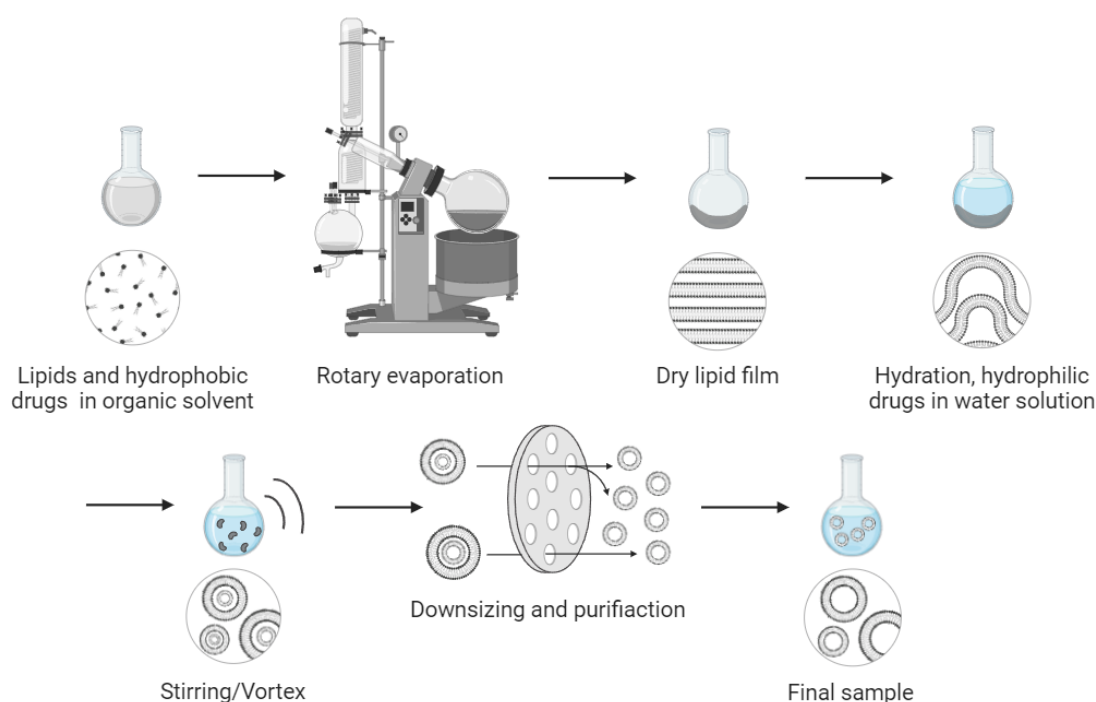 Lipids and hydrophobic
drugs in organic solvent
Rotary evaporation
Dry lipid film
Hydration, hydrophilic
drugs in water solution
Stirring/Vortex
Downsizing and purifiaction
Final sample